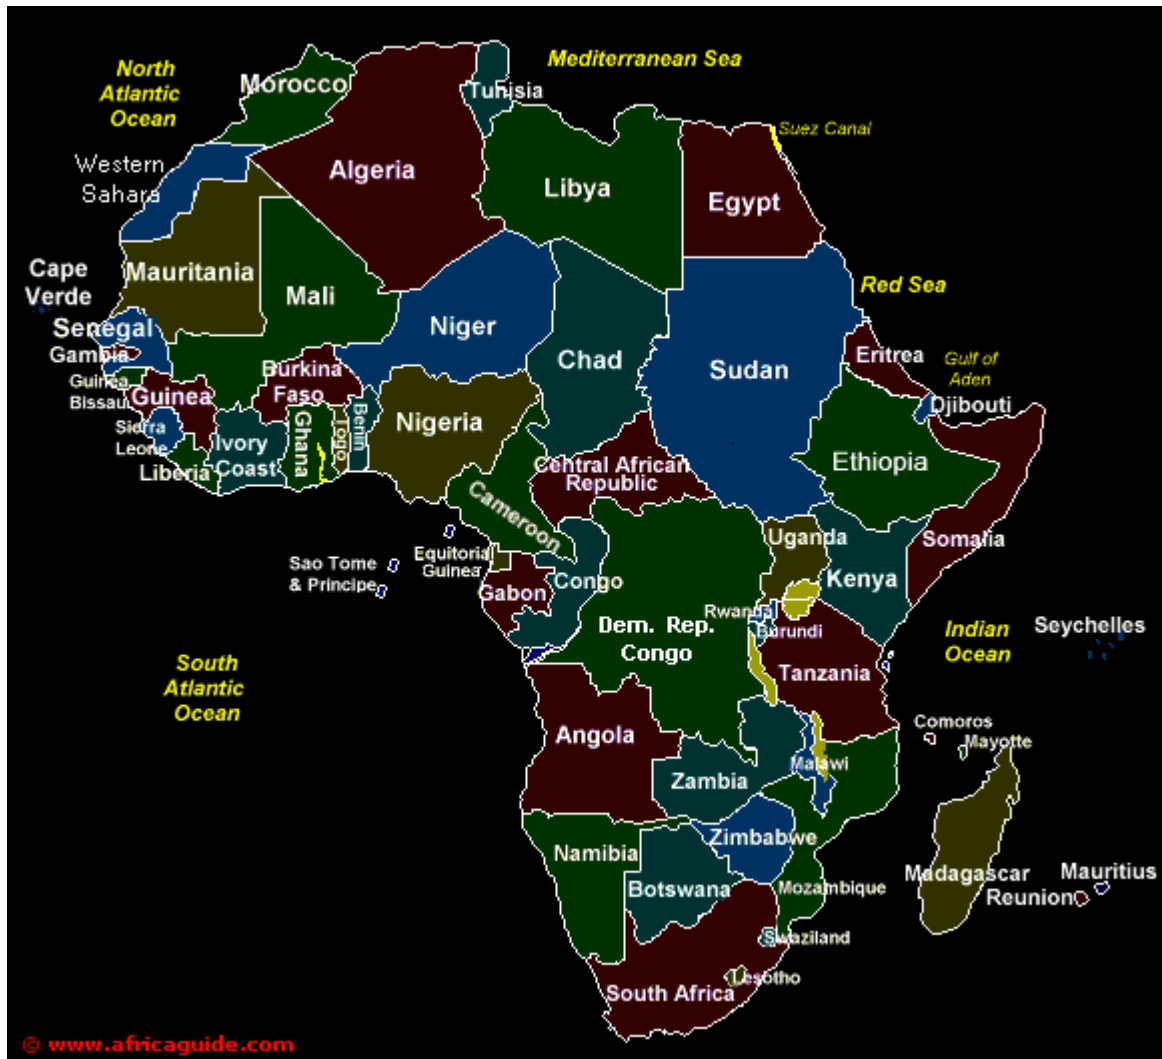 Mediterranean Sea
North
Atlantic
Ocean
Morocco
Tunisia
Suez Canal
Western
Sahara
Algeria
Libya
Egypt
Cape
Verde
Mauritania
Mali
Niger
Chad
Sudan
Red Sea
Senegal
Gambia
Guinea
Bissau
Guinea
Burkina
Faso
Eritrea
Gulf of
Aden
Djibouti
Sierra
Leone
Liberia
Ivory
Coast
Ghana
Togo
Benin
Nigeria
Central African
Republic
Ethiopia
Cameroon
Somalia
Uganda
Kenya
Equitorial
Guinea
Sao Tome
& Principe
Gabon
Congo
Dem. Rep.
Congo
Rwanda
Burundi
Tanzania
Indian
Ocean
Seychelles
South
Atlantic
Ocean
Angola
Zambia
Malawi
Comoros
Mayotte
Namibia
Zimbabwe
Botswana
Mozambique
Madagascar
Reunion
Mauritius
Swaziland
Lesotho
South Africa
© www.africaguide.com